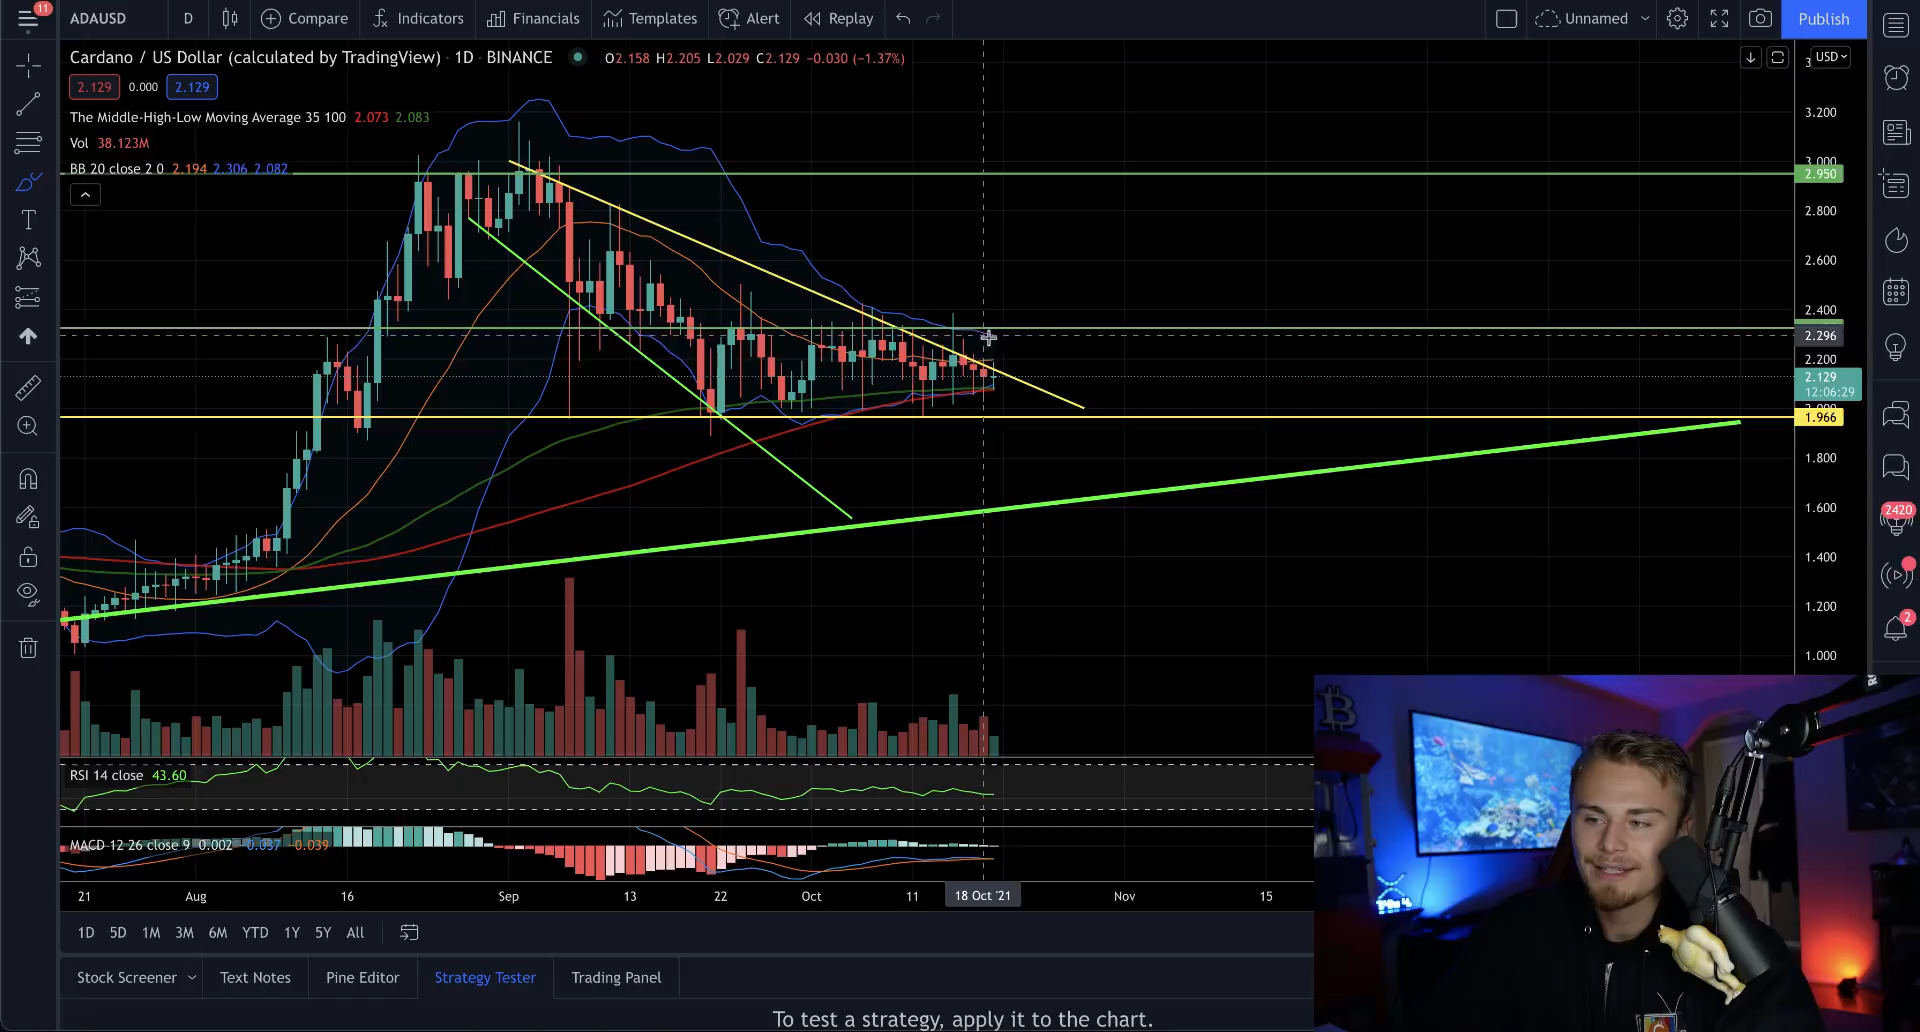 11
ADAUSD D Compare Indicators Financials Templates Alert Replay Unnamed Publish
Cardano / US Dollar (calculated by TradingView) · 1D · BINANCE O2.158 H2.205 L2.029 C2.129 −0.030 (−1.37%)
USD
2.129 0.000 2.129
The Middle-High-Low Moving Average 35 100 2.073 2.083
Vol 38.123M
BB 20 close 2 0 2.194 2.306 2.082
3.200
3.000
2.950
2.800
2.600
2.400
2.296
2.200
2.129
12:06:29
1.966
1.800
1.600
1.400
1.200
1.000
2420
2
RSI 14 close 43.60
MACD 12 26 close 9 0.002 −0.037 −0.039
21 Aug 16 Sep 13 22 Oct 11 18 Oct '21 Nov 15
1D 5D 1M 3M 6M YTD 1Y 5Y All
Stock Screener Text Notes Pine Editor Strategy Tester Trading Panel
To test a strategy, apply it to the chart.